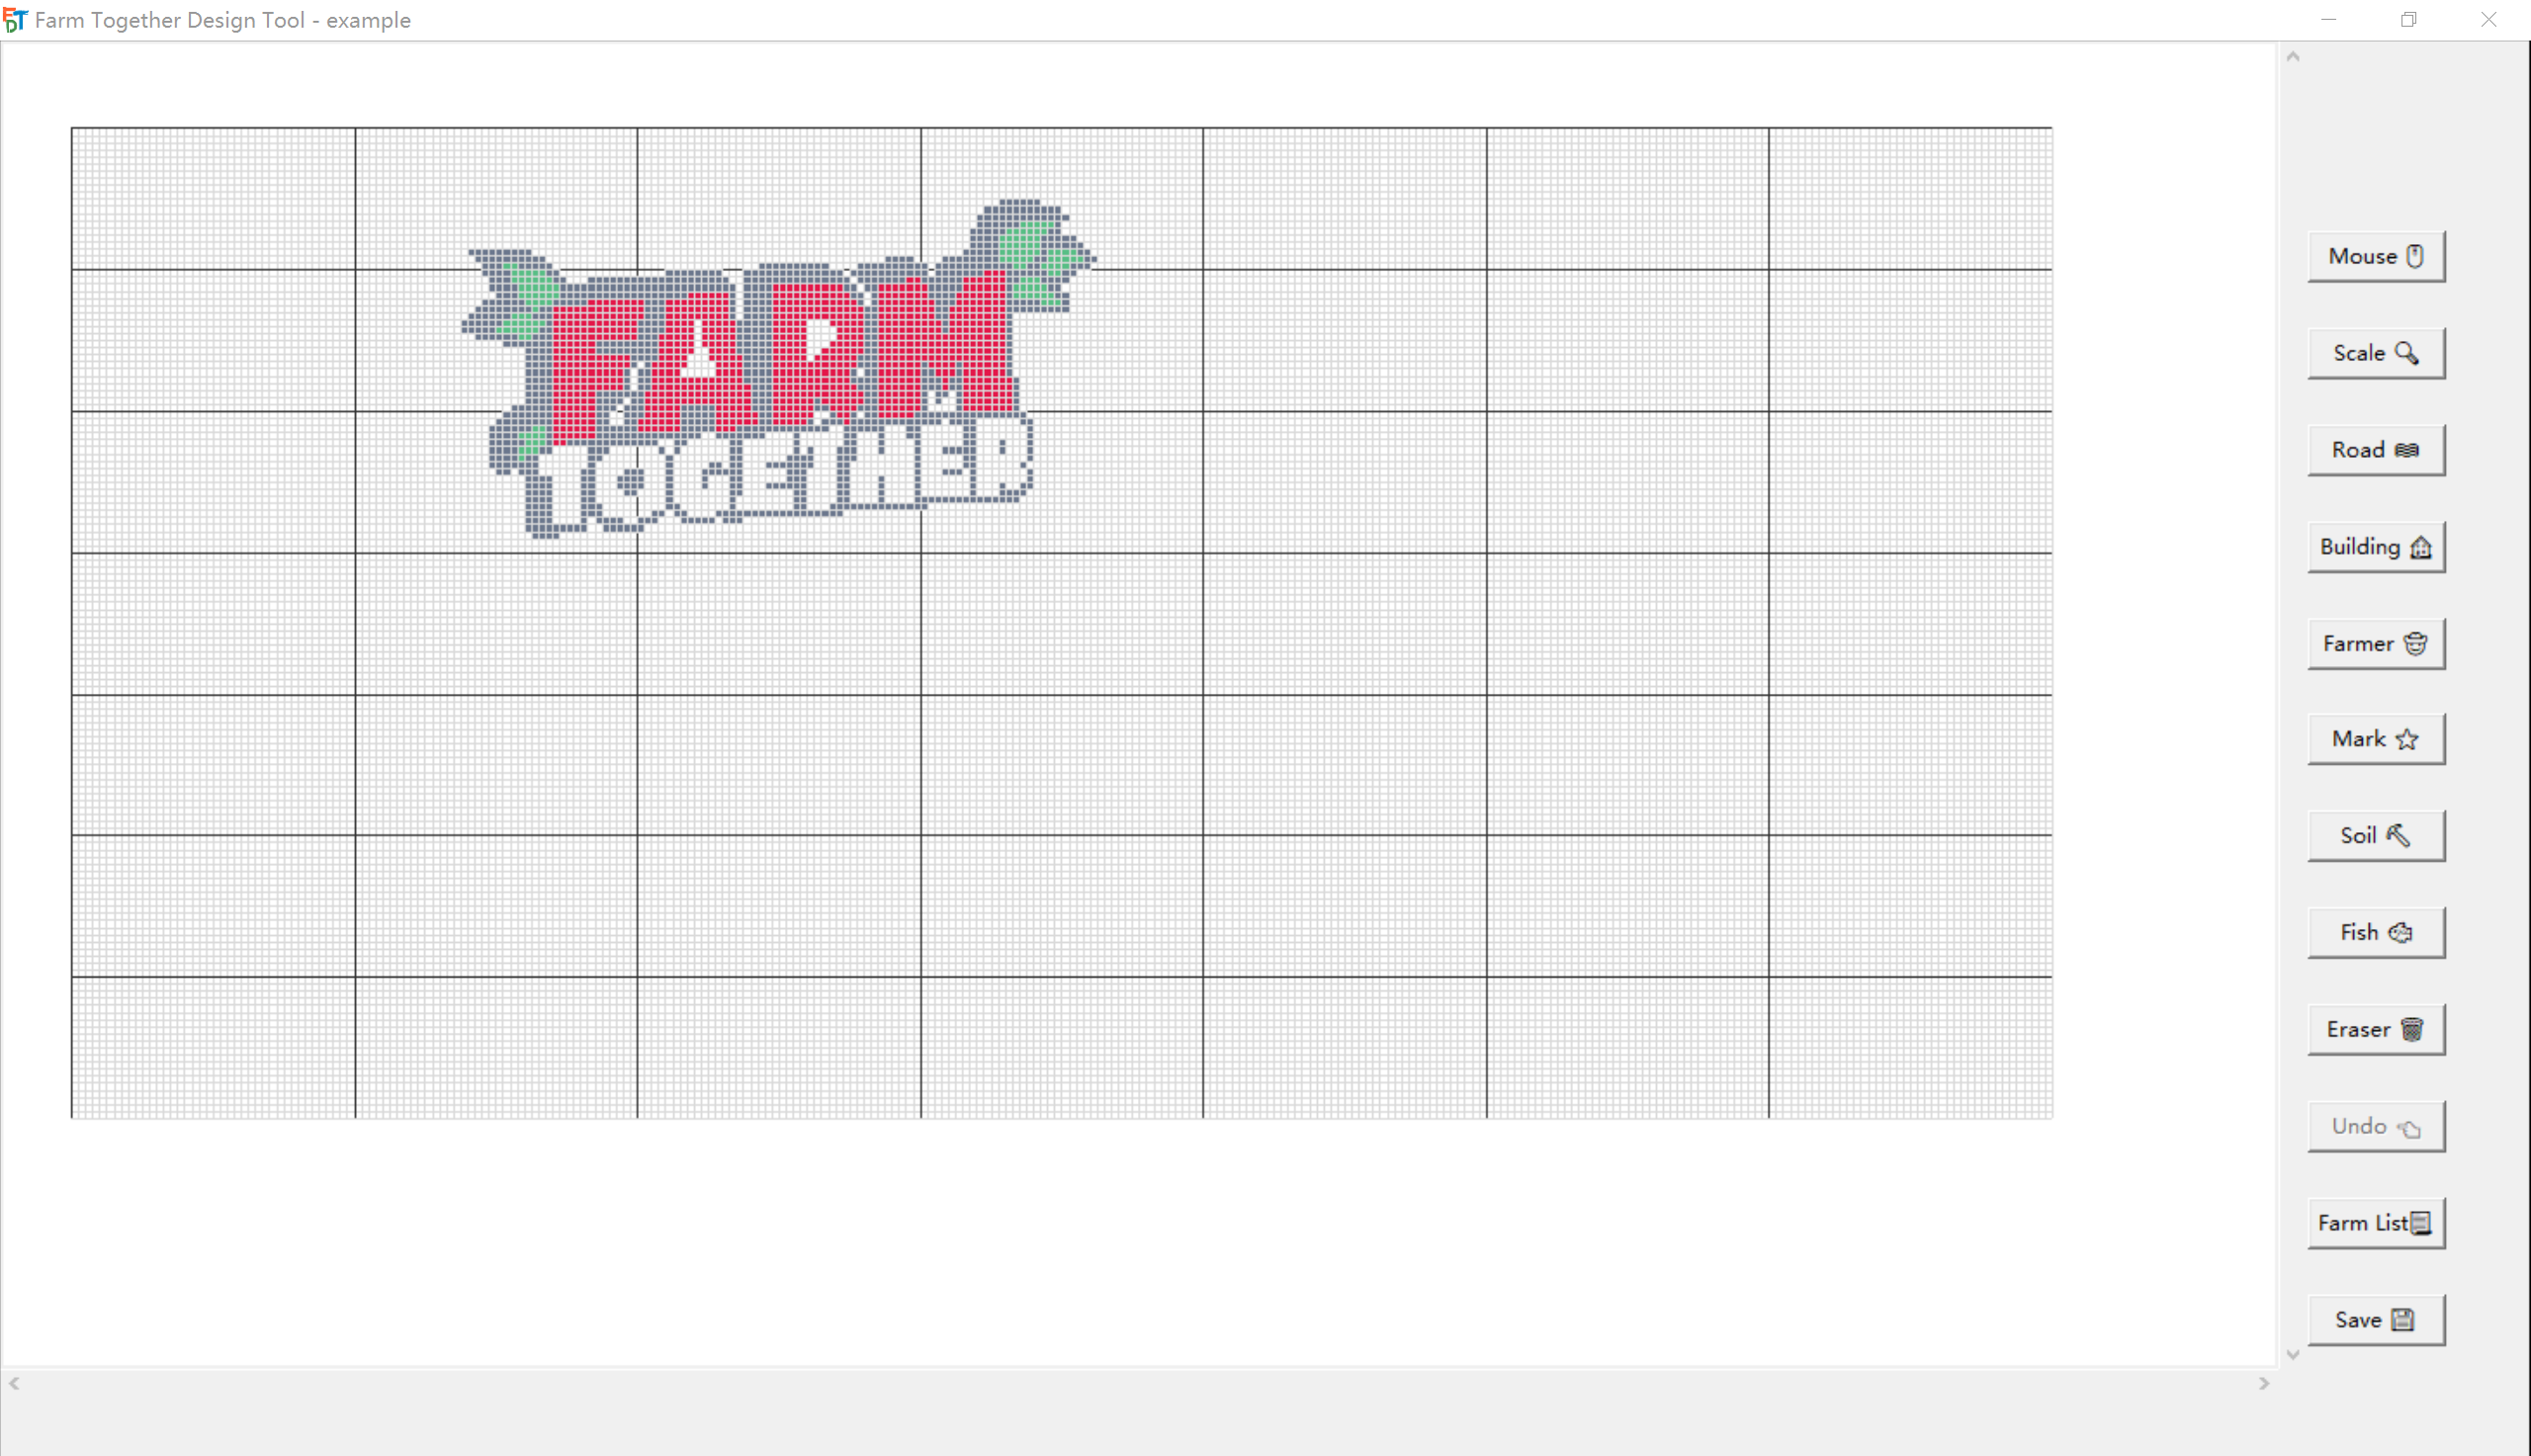 Farm Together Design Tool - example
FARM
TOGETHER
Mouse
Scale
Road
Building
Farmer
Mark
Soil
Fish
Eraser
Undo
Farm List
Save